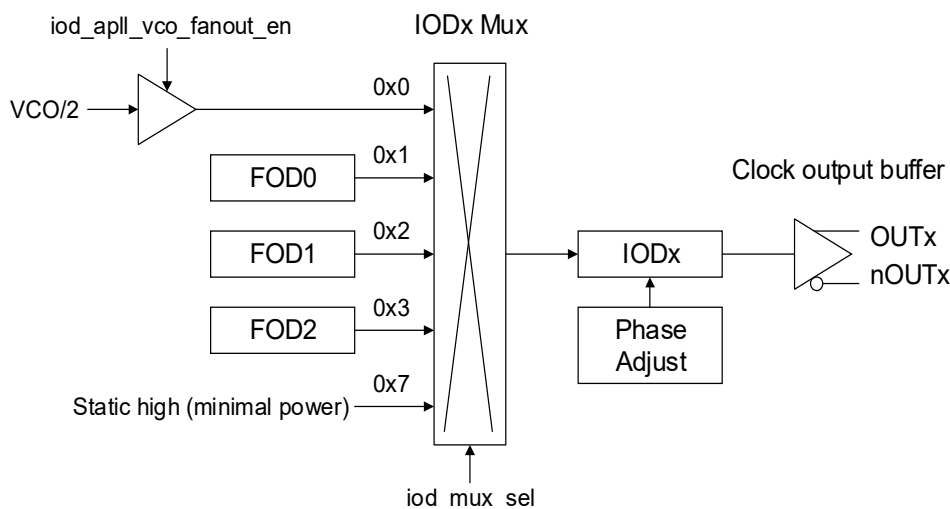 iod_apll_vco_fanout_en
IODx Mux
VCO/2
0x0
FOD0
0x1
FOD1
0x2
FOD2
0x3
Static high (minimal power)
0x7
iod_mux_sel
IODx
Phase
Adjust
Clock output buffer
OUTx
nOUTx